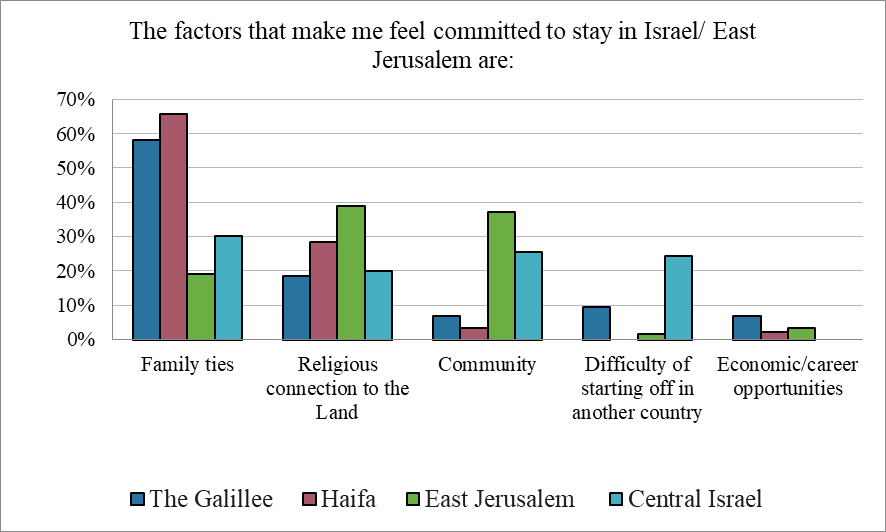 The factors that make me feel committed to stay in Israel/ East
Jerusalem are:
70%
60%
50%
40%
30%
20%
10%
0%
Family ties
Religious
connection to the
Land
Community
Difficulty of
starting off in
another country
Economic/career
opportunities
The Galillee
Haifa
East Jerusalem
Central Israel